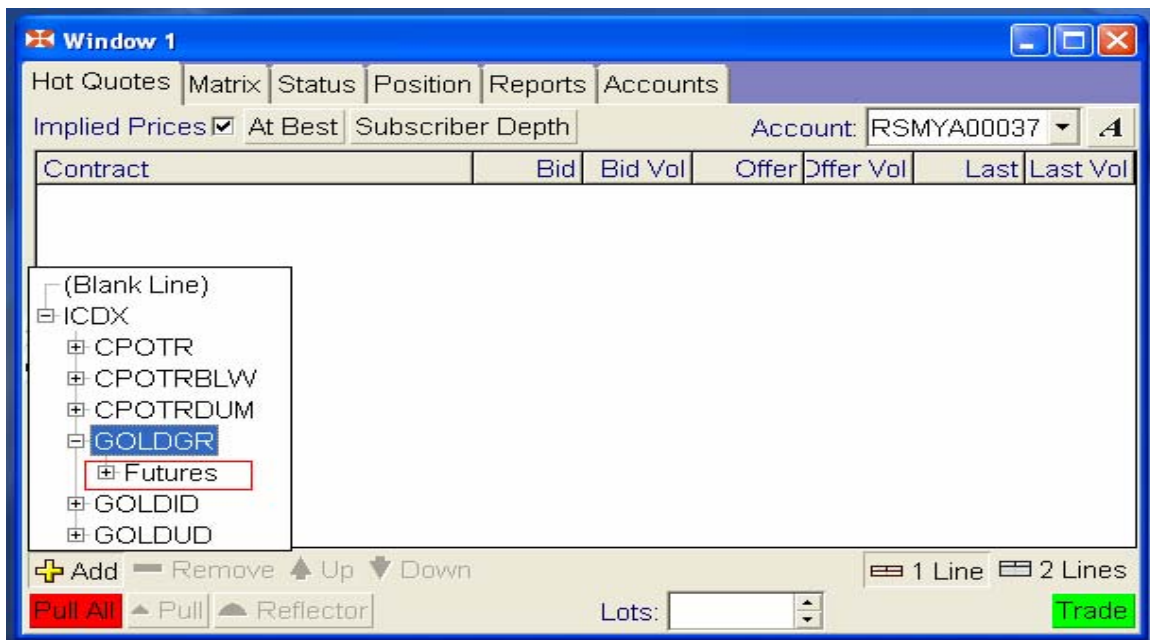 Window 1
Hot Quotes Matrix Status Position Reports Accounts
Implied Prices At Best Subscriber Depth Account: RSMYA00037 A
Contract Bid Bid Vol Offer Offer Vol Last Last Vol
(Blank Line)
ICDX
CPOTR
CPOTRBLW
CPOTRDUM
GOLDGR
Futures
GOLDID
GOLDUD
Add Remove Up Down 1 Line 2 Lines
Pull All Pull Reflector Lots: Trade